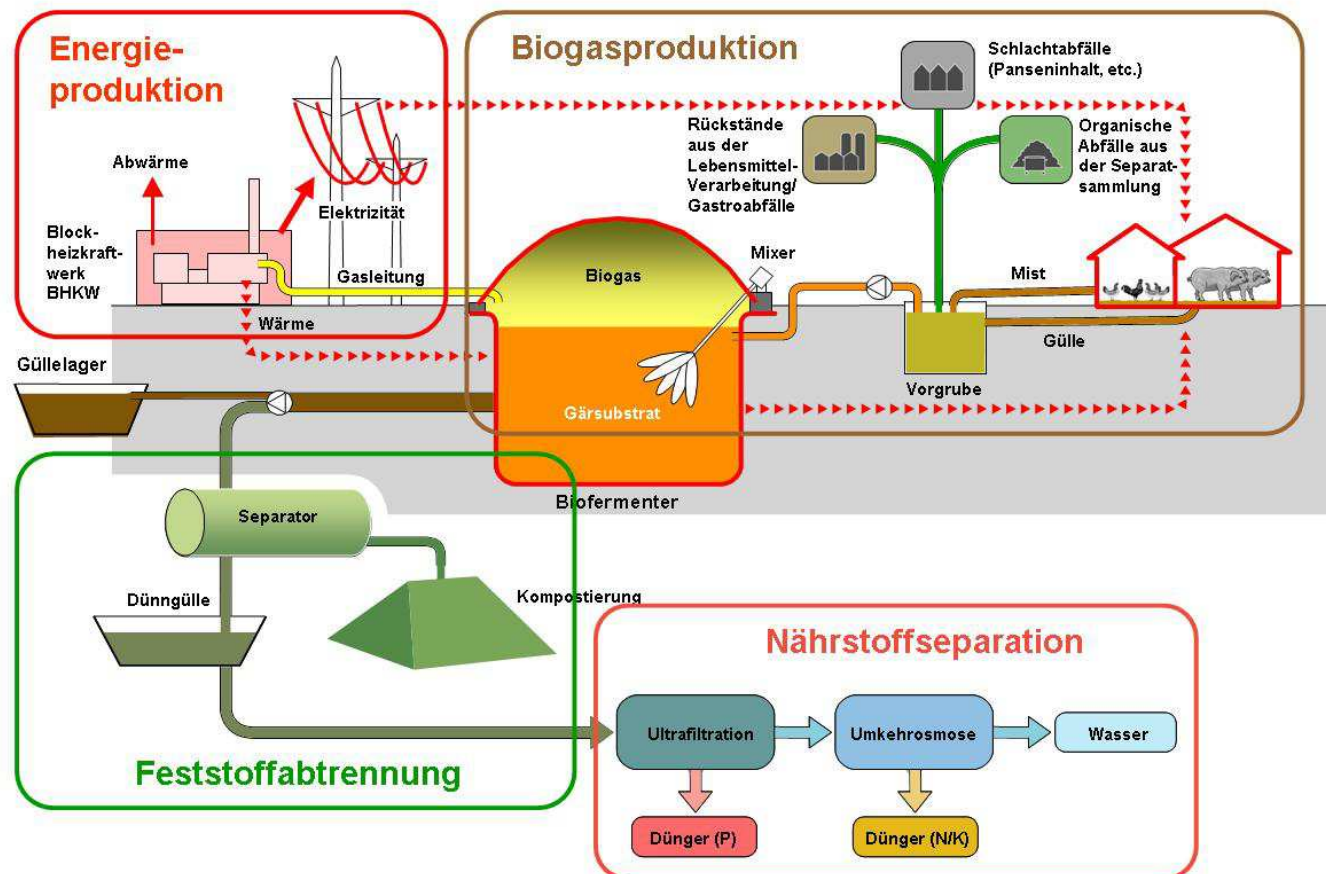 Energie-
produktion
Abwärme
Block-
heizkraft-
werk
BHKW
Elektrizität
Gasleitung
Wärme
Biogasproduktion
Schlachtabfälle
(Panseninhalt, etc.)
Rückstände
aus der
Lebensmittel-
Verarbeitung/
Gastroabfälle
Organische
Abfälle aus
der Separat-
sammlung
Biogas
Mixer
Mist
Gülle
Vorgrube
Gärsubstrat
Biofermenter
Güllelager
Separator
Dünngülle
Kompostierung
Feststoffabtrennung
Nährstoffseparation
Ultrafiltration
Umkehrosmose
Wasser
Dünger (P)
Dünger (N/K)